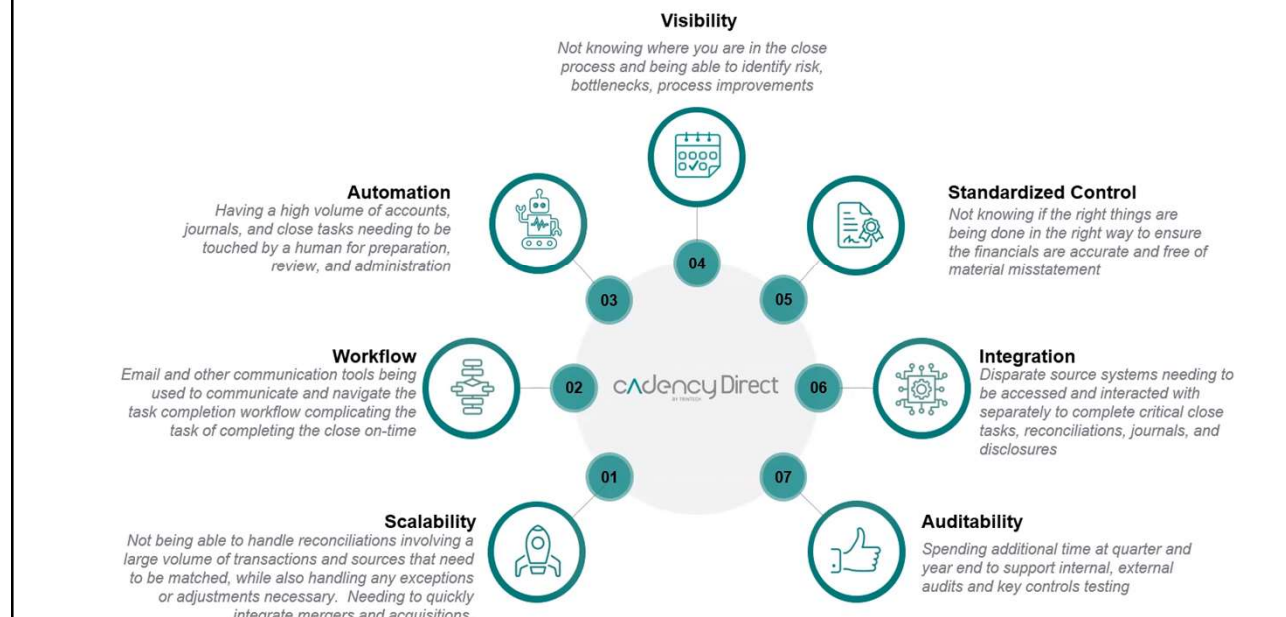 Visibility
Not knowing where you are in the close
process and being able to identify risk,
bottlenecks, process improvements
Automation
Having a high volume of accounts,
journals, and close tasks needing to be
touched by a human for preparation,
review, and administration
Standardized Control
Not knowing if the right things are
being done in the right way to ensure
the financials are accurate and free of
material misstatement
04
03
05
Workflow
Email and other communication tools being
used to communicate and navigate the
task completion workflow complicating the
task of completing the close on-time
02
cadency Direct
BY TRINTECH
06
Integration
Disparate source systems needing to
be accessed and interacted with
separately to complete critical close
tasks, reconciliations, journals, and
disclosures
01
07
Scalability
Not being able to handle reconciliations involving a
large volume of transactions and sources that need
to be matched, while also handling any exceptions
or adjustments necessary. Needing to quickly
integrate mergers and acquisitions.
Auditability
Spending additional time at quarter and
year end to support internal, external
audits and key controls testing